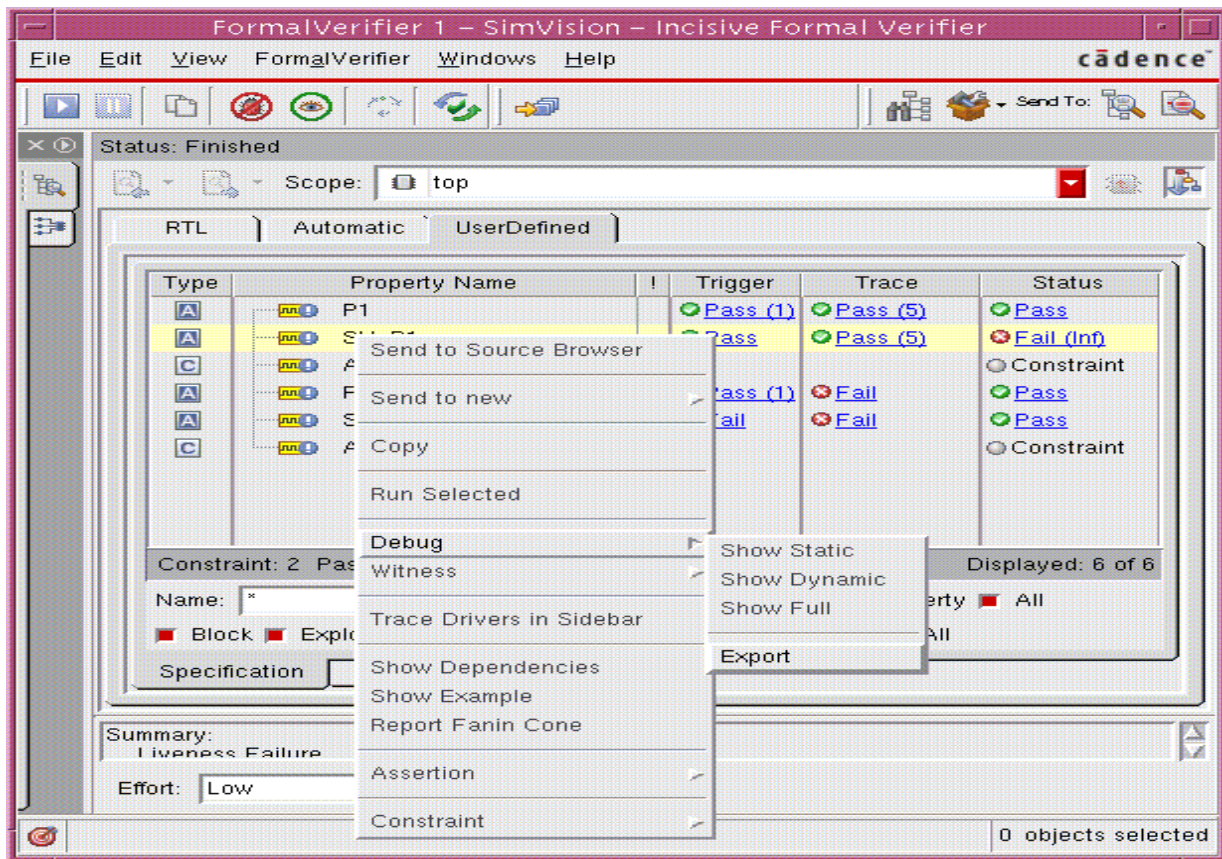 FormalVerifier 1 – SimVision – Incisive Formal Verifier
File Edit View FormalVerifier Windows Help cādence
Send To:
Status: Finished
Scope: top
RTL Automatic UserDefined
Type Property Name ! Trigger Trace Status
A P1 Pass (1) Pass (5) Pass
A Pass Pass (5) Fail (Inf)
C A Constraint
A Pass (1) Fail Pass
A Fail Fail Pass
C A Constraint
Send to Source Browser
Send to new
Copy
Run Selected
Debug
Witness
Trace Drivers in Sidebar
Show Dependencies
Show Example
Report Fanin Cone
Assertion
Constraint
Show Static
Show Dynamic
Show Full
Export
Constraint: 2 Displayed: 6 of 6
Name: * All
Block All
Specification
Summary:
Liveness Failure
Effort: Low
0 objects selected